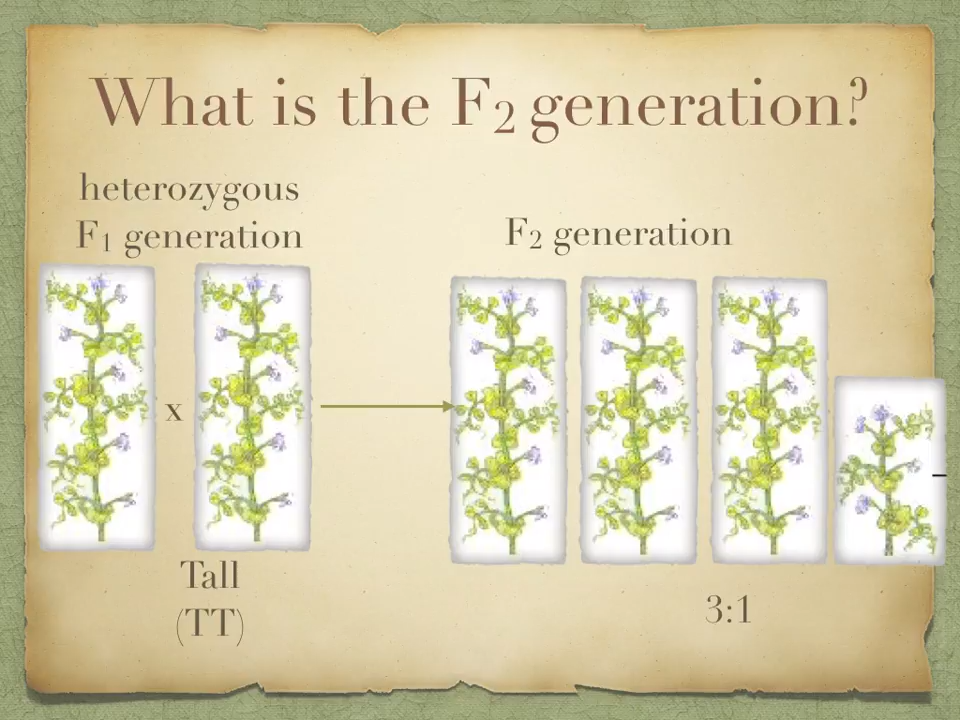 What is the F₂ generation?
heterozygous
F₁ generation
F₂ generation
x
Tall
(TT)
3:1